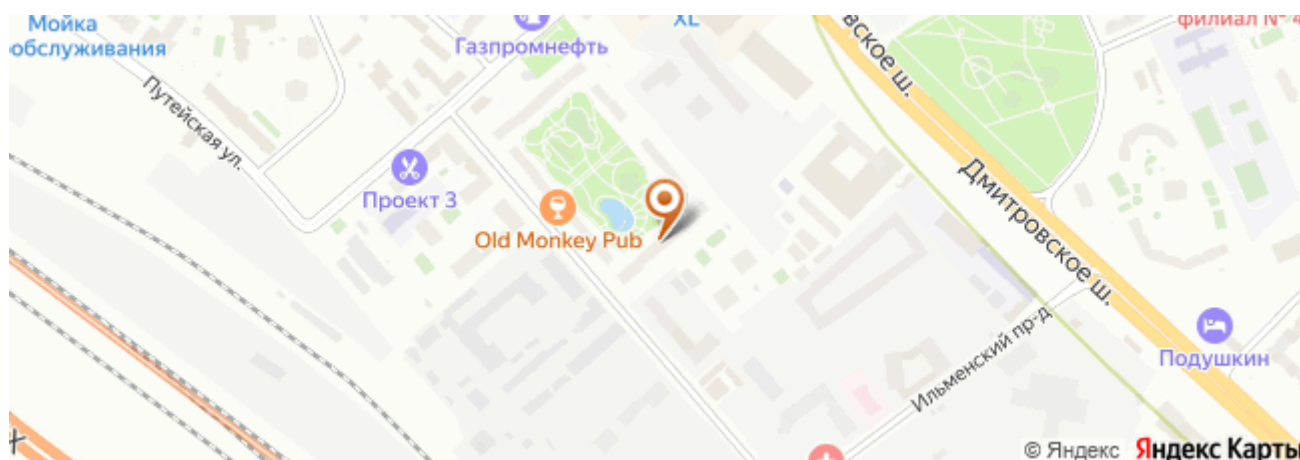 Мойка
обслуживания
Газпромнефть
XL
филиал №
вское ш.
Путейская ул.
Проект 3
Old Monkey Pub
Дмитровское ш.
Ильменский пр-д
Подушкин
Ж
© Яндекс Яндекс Карты